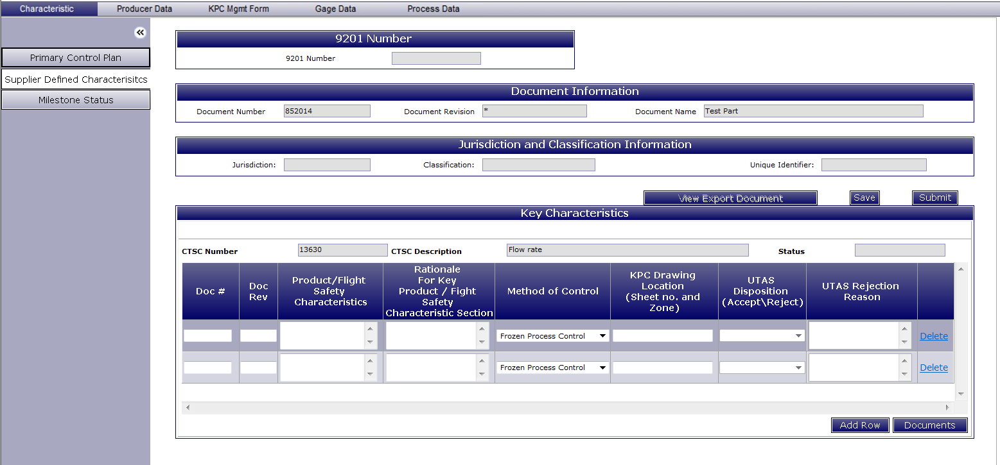 Characteristic Producer Data KPC Mgmt Form Gage Data Process Data
«
Primary Control Plan
Supplier Defined Characterisitcs
Milestone Status
9201 Number
9201 Number
Document Information
Document Number 852014 Document Revision * Document Name Test Part
Jurisdiction and Classification Information
Jurisdiction: Classification: Unique Identifier:
View Export Document Save Submit
Key Characteristics
CTSC Number 13630 CTSC Description Flow rate Status
Doc #
Doc
Rev
Product/Flight
Safety
Characteristics
Rationale
For Key
Product / Fight
Safety
Characteristic Section
Method of Control
KPC Drawing
Location
(Sheet no. and
Zone)
UTAS
Disposition
(Accept\Reject)
UTAS Rejection
Reason
Frozen Process Control Delete
Frozen Process Control Delete
Add Row Documents